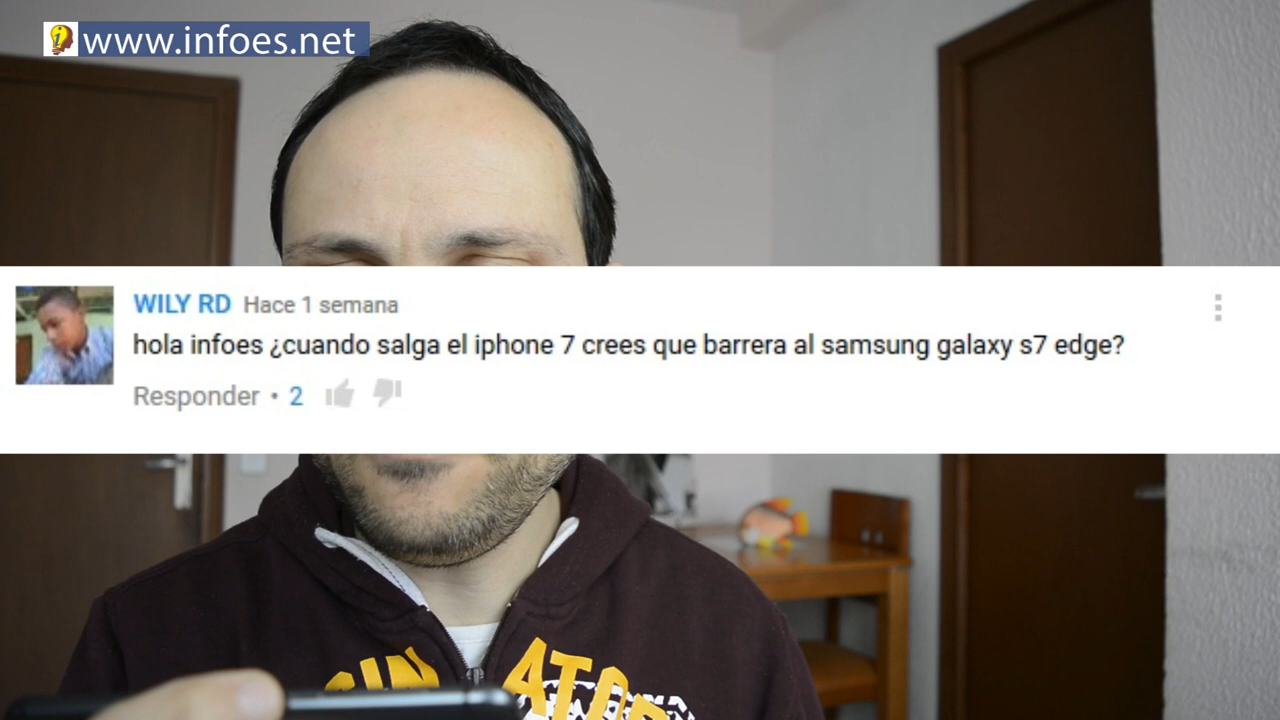 www.infoes.net
WILY RD Hace 1 semana
hola infoes ¿cuando salga el iphone 7 crees que barrera al samsung galaxy s7 edge?
Responder • 2